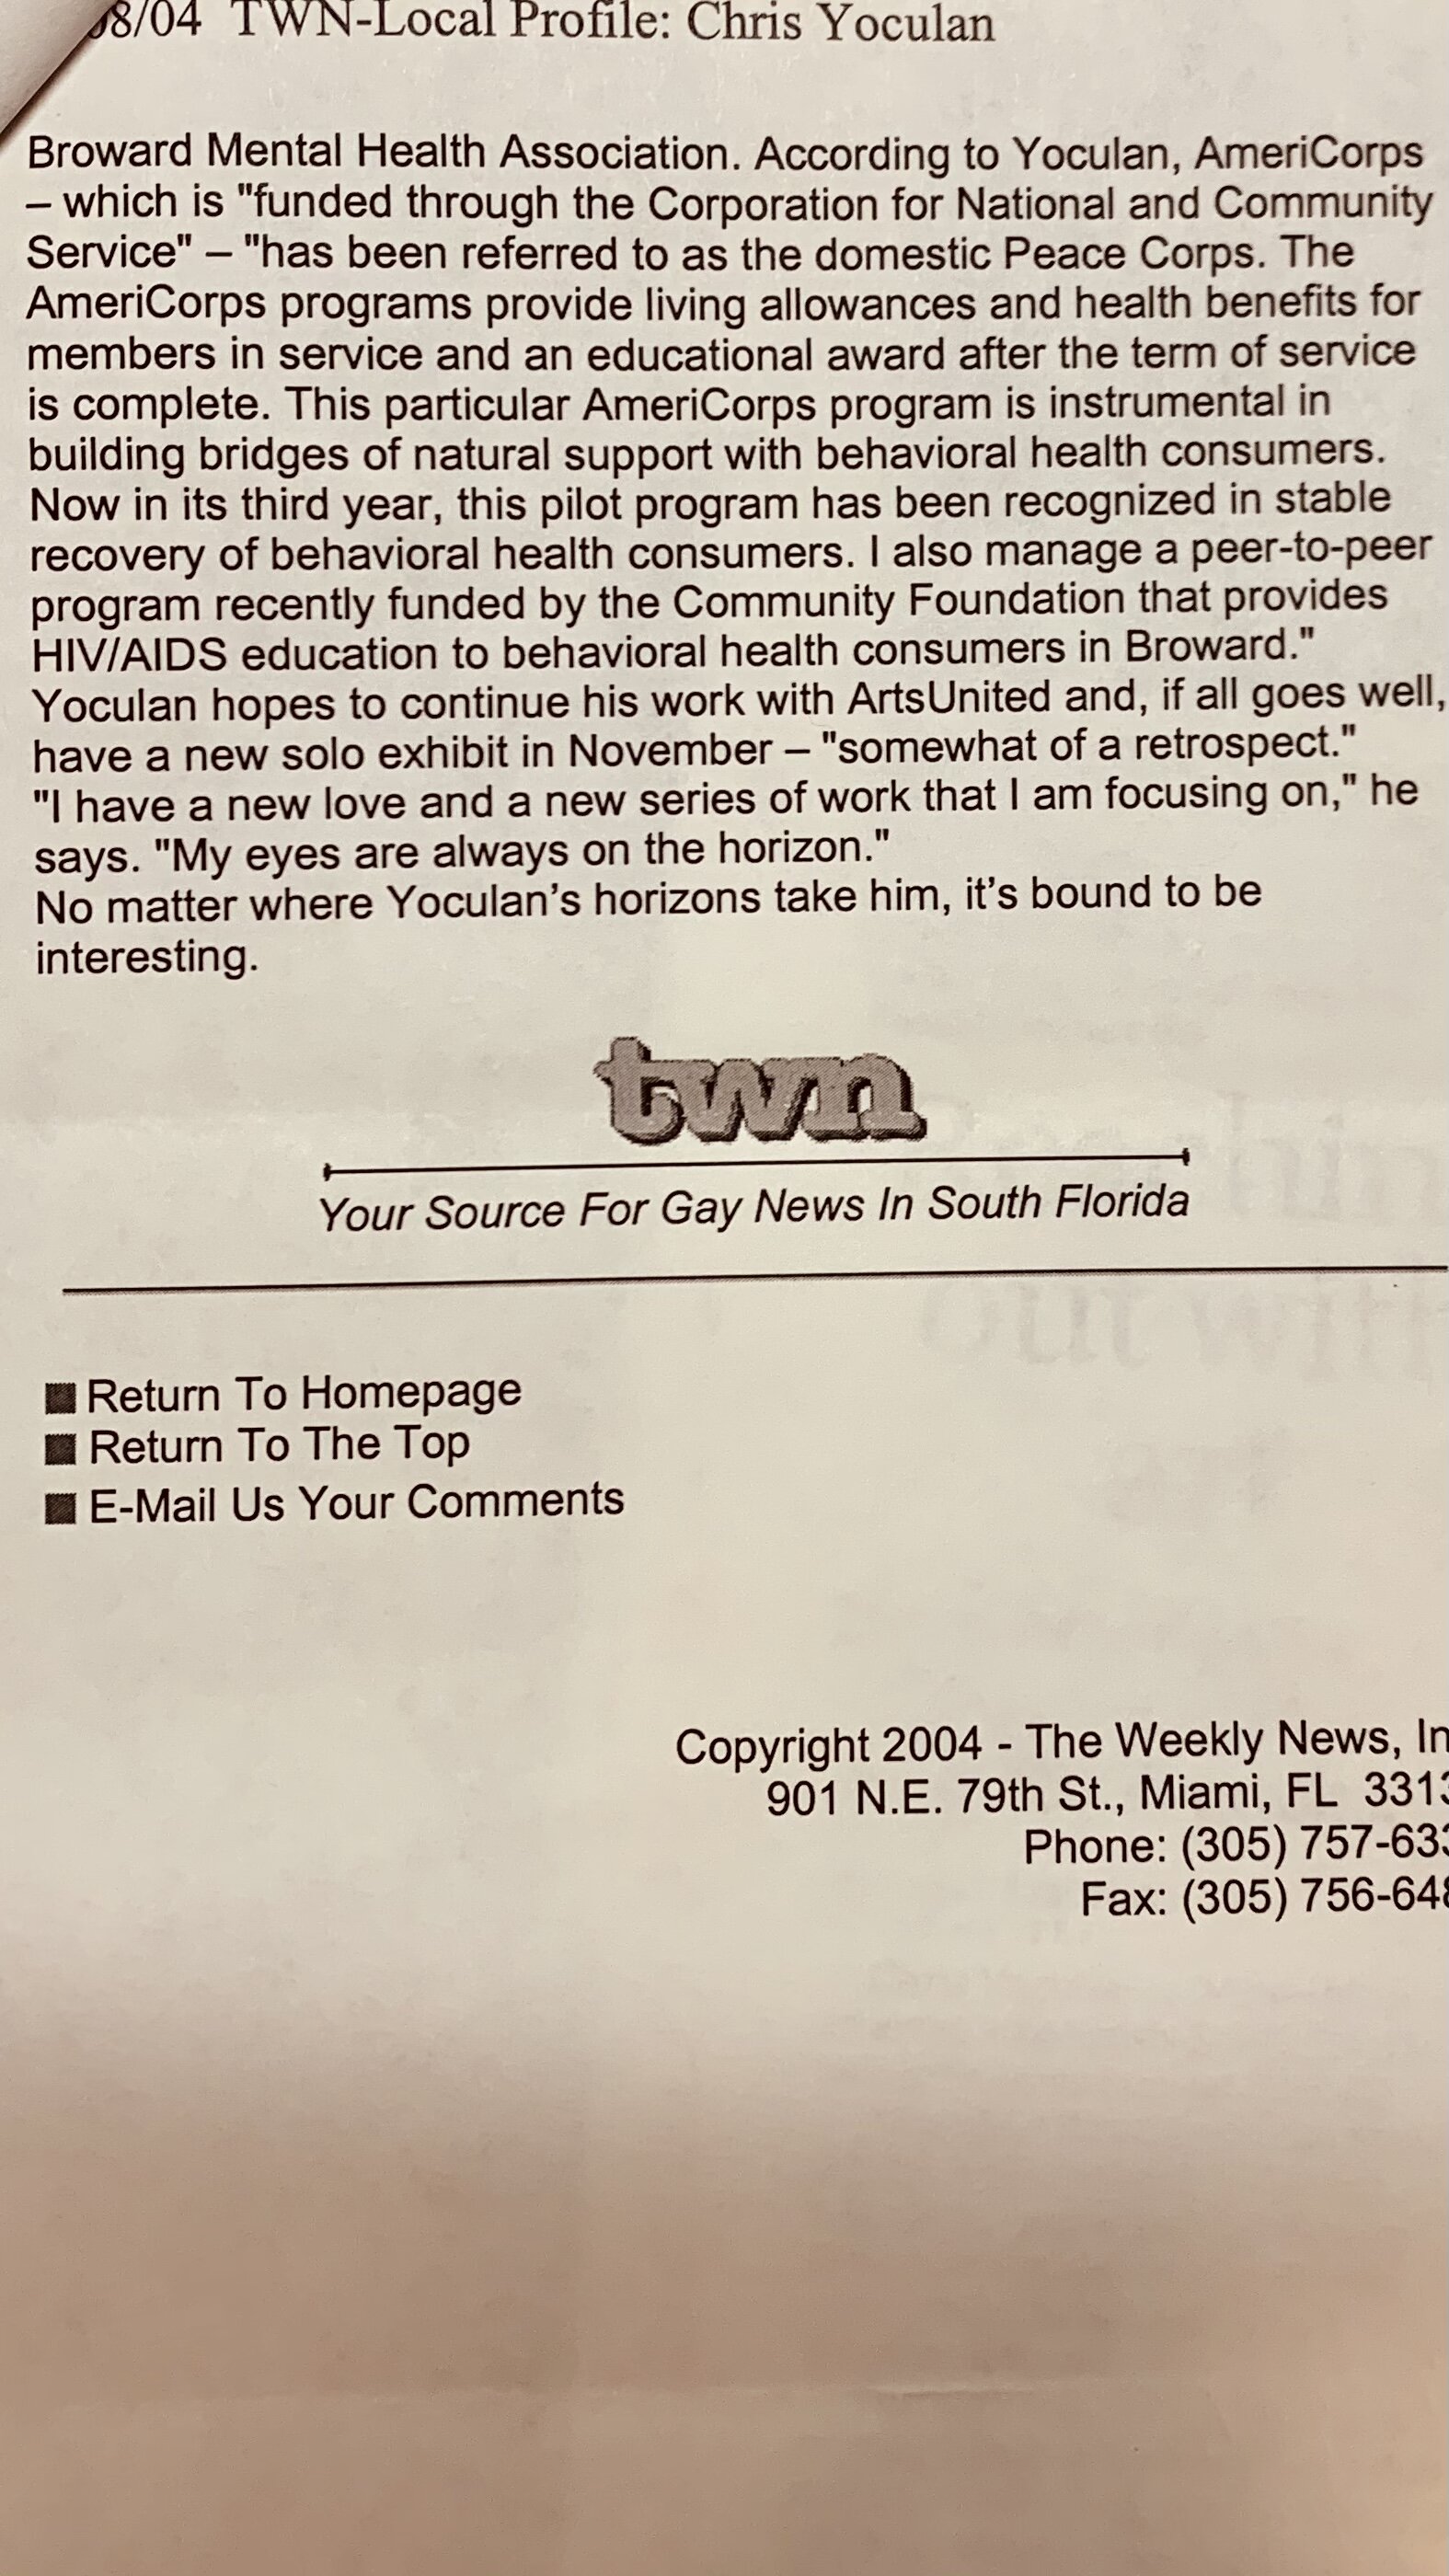 08/04 TWN-Local Profile: Chris Yoculan
Broward Mental Health Association. According to Yoculan, AmeriCorps
– which is "funded through the Corporation for National and Community
Service" – "has been referred to as the domestic Peace Corps. The
AmeriCorps programs provide living allowances and health benefits for
members in service and an educational award after the term of service
is complete. This particular AmeriCorps program is instrumental in
building bridges of natural support with behavioral health consumers.
Now in its third year, this pilot program has been recognized in stable
recovery of behavioral health consumers. I also manage a peer-to-peer
program recently funded by the Community Foundation that provides
HIV/AIDS education to behavioral health consumers in Broward."
Yoculan hopes to continue his work with ArtsUnited and, if all goes well,
have a new solo exhibit in November – "somewhat of a retrospect."
"I have a new love and a new series of work that I am focusing on," he
says. "My eyes are always on the horizon."
No matter where Yoculan’s horizons take him, it’s bound to be
interesting.
twn
Your Source For Gay News In South Florida
Return To Homepage
Return To The Top
E-Mail Us Your Comments
Copyright 2004 - The Weekly News, In
901 N.E. 79th St., Miami, FL 3313
Phone: (305) 757-633
Fax: (305) 756-648